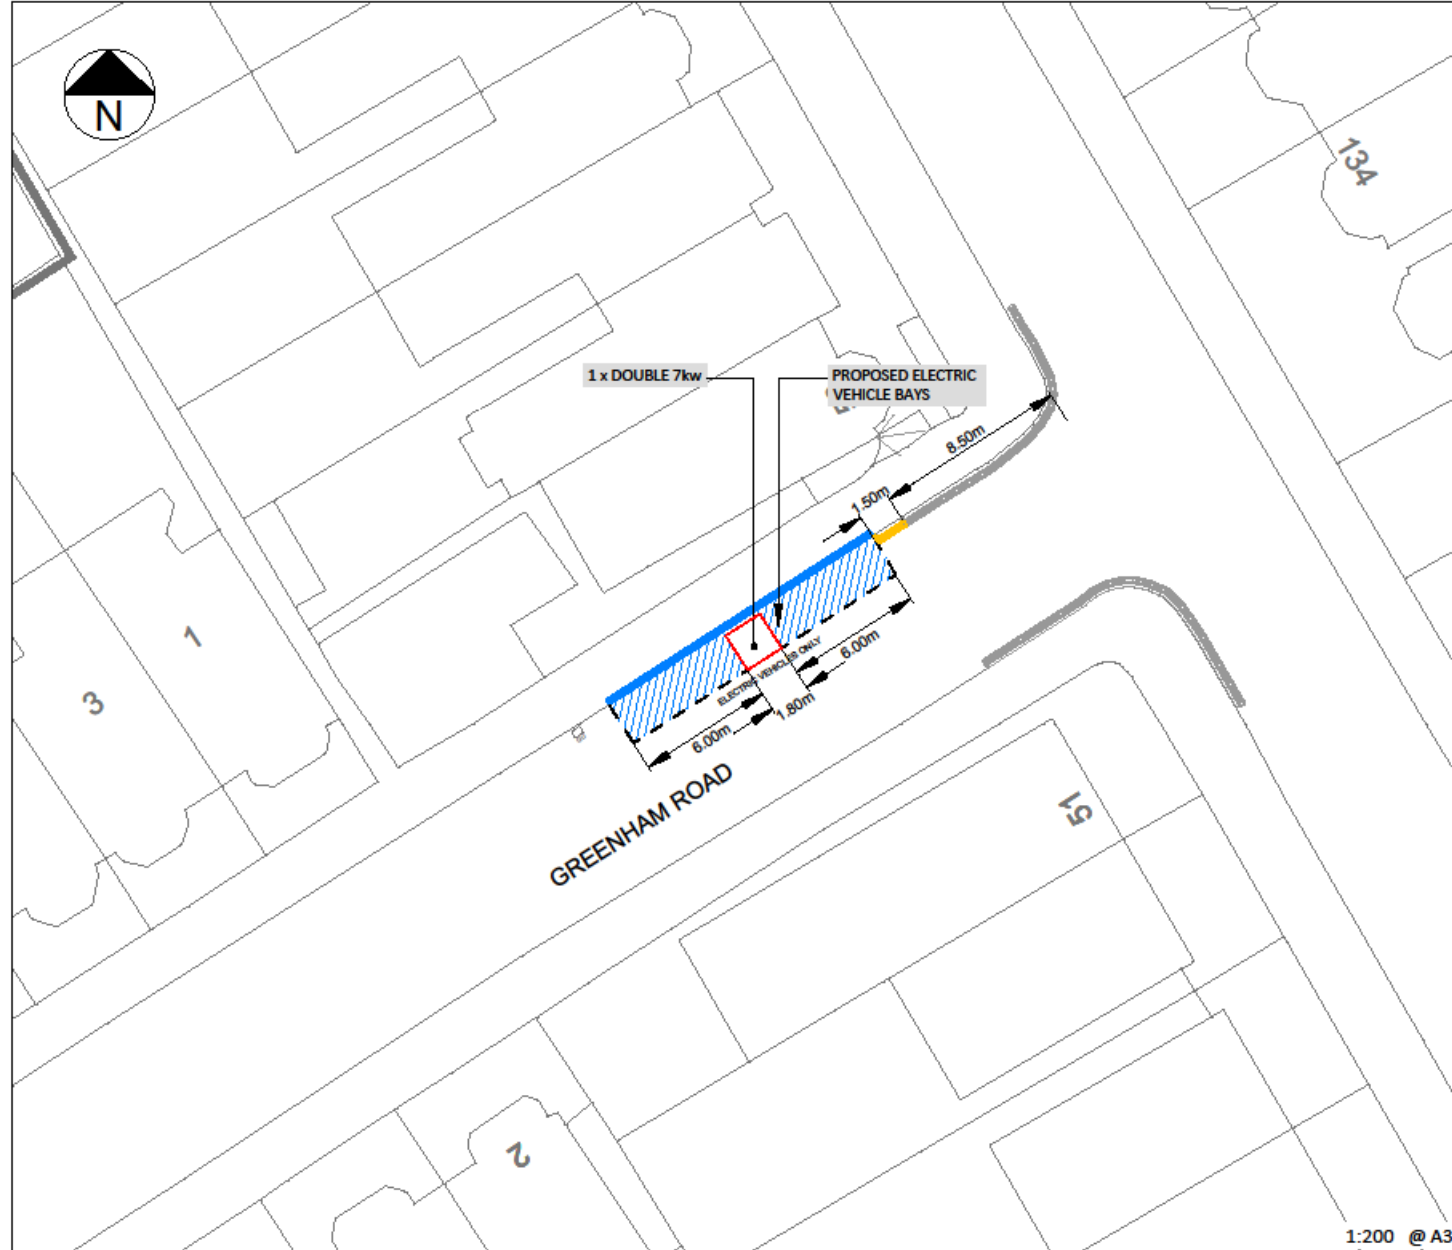 N
134
1 x DOUBLE 7kw
PROPOSED ELECTRIC
VEHICLE BAYS
8.50m
1.50m
ELECTRIC VEHICLES ONLY
6.00m
1.80m
6.00m
GREENHAM ROAD
1
3
51
2
1:200 @ A3